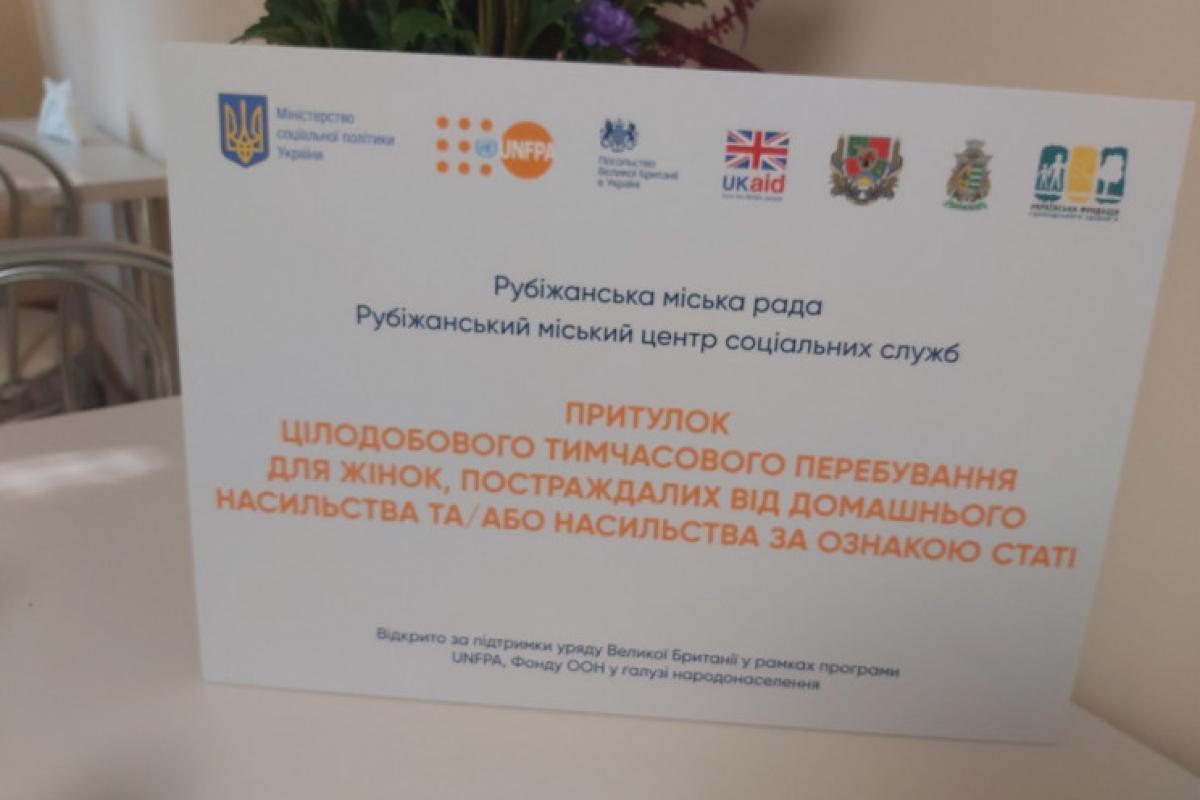 Міністерство
соціальної політики
України
UNFPA
Посольство
Великої Британії
в Україні
UKaid
Рубіжанська міська рада
Рубіжанський міський центр соціальних служб
ПРИТУЛОК
ЦІЛОДОБОВОГО ТИМЧАСОВОГО ПЕРЕБУВАННЯ
ДЛЯ ЖІНОК, ПОСТРАЖДАЛИХ ВІД ДОМАШНЬОГО
НАСИЛЬСТВА ТА/АБО НАСИЛЬСТВА ЗА ОЗНАКОЮ СТАТІ
Відкрито за підтримки уряду Великої Британії у рамках програми
UNFPA, Фонду ООН у галузі народонаселення